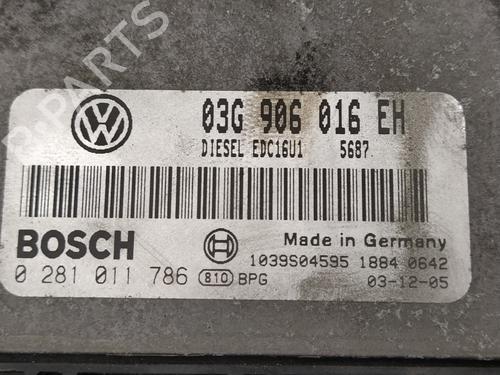 03G 906 016 EH
DIESEL EDC16U1 5687
BOSCH
Made in Germany
1039S04595 1884 0642
0 281 011 786 810 BPG
03-12-05